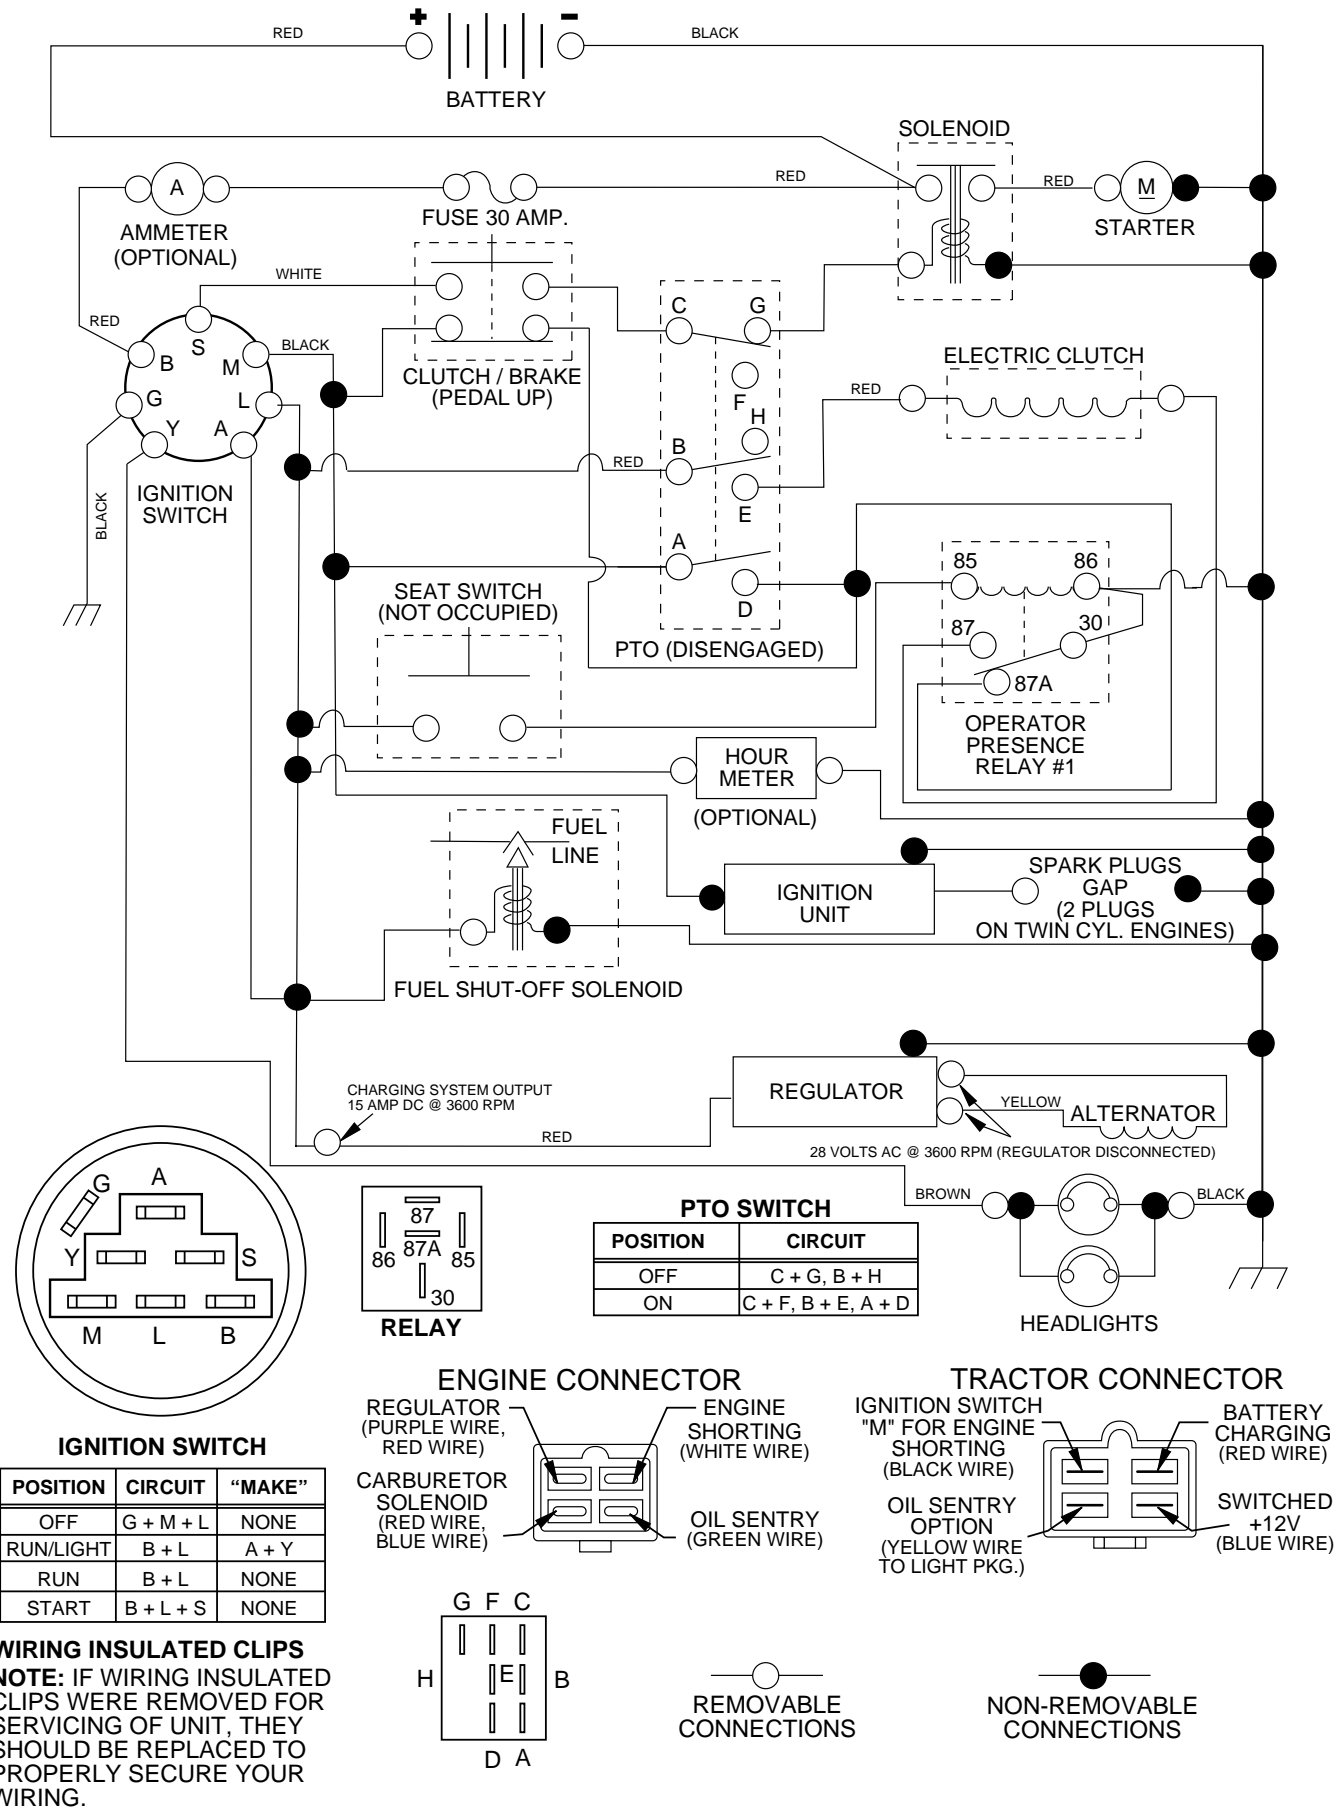 RED
+
-
BLACK
BATTERY
SOLENOID
A
AMMETER
(OPTIONAL)
FUSE 30 AMP.
RED
RED
M
STARTER
WHITE
RED
S
B
M
G
L
Y
A
BLACK
CLUTCH / BRAKE
(PEDAL UP)
C
G
F
H
B
E
A
D
RED
ELECTRIC CLUTCH
RED
IGNITION
SWITCH
BLACK
SEAT SWITCH
(NOT OCCUPIED)
PTO (DISENGAGED)
85
86
87
30
87A
OPERATOR
PRESENCE
RELAY #1
HOUR
METER
(OPTIONAL)
FUEL
LINE
FUEL SHUT-OFF SOLENOID
IGNITION
UNIT
SPARK PLUGS
GAP
(2 PLUGS
ON TWIN CYL. ENGINES)
CHARGING SYSTEM OUTPUT
15 AMP DC @ 3600 RPM
RED
REGULATOR
YELLOW
ALTERNATOR
28 VOLTS AC @ 3600 RPM (REGULATOR DISCONNECTED)
BROWN
BLACK
HEADLIGHTS
G
A
Y
S
M
L
B
87
86
87A
85
30
RELAY
PTO SWITCH
POSITION CIRCUIT
OFF C + G, B + H
ON C + F, B + E, A + D
IGNITION SWITCH
POSITION CIRCUIT “MAKE”
OFF G + M + L NONE
RUN/LIGHT B + L A + Y
RUN B + L NONE
START B + L + S NONE
ENGINE CONNECTOR
REGULATOR
(PURPLE WIRE,
RED WIRE)
ENGINE
SHORTING
(WHITE WIRE)
CARBURETOR
SOLENOID
(RED WIRE,
BLUE WIRE)
OIL SENTRY
(GREEN WIRE)
TRACTOR CONNECTOR
IGNITION SWITCH
"M" FOR ENGINE
SHORTING
(BLACK WIRE)
BATTERY
CHARGING
(RED WIRE)
OIL SENTRY
OPTION
(YELLOW WIRE
TO LIGHT PKG.)
SWITCHED
+12V
(BLUE WIRE)
WIRING INSULATED CLIPS
NOTE: IF WIRING INSULATED
CLIPS WERE REMOVED FOR
SERVICING OF UNIT, THEY
SHOULD BE REPLACED TO
PROPERLY SECURE YOUR
WIRING.
G F C
H
E
B
D A
REMOVABLE
CONNECTIONS
NON-REMOVABLE
CONNECTIONS